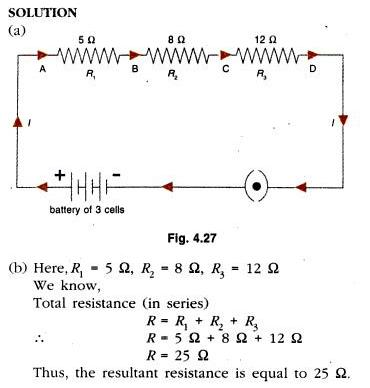 SOLUTION
(a)
5 Ω 8 Ω 12 Ω
A B C D
R₁ R₂ R₃
I I
+ -
battery of 3 cells
Fig. 4.27
(b) Here, R₁ = 5 Ω, R₂ = 8 Ω, R₃ = 12 Ω
We know,
Total resistance (in series)
R = R₁ + R₂ + R₃
∴ R = 5 Ω + 8 Ω + 12 Ω
R = 25 Ω
Thus, the resultant resistance is equal to 25 Ω.